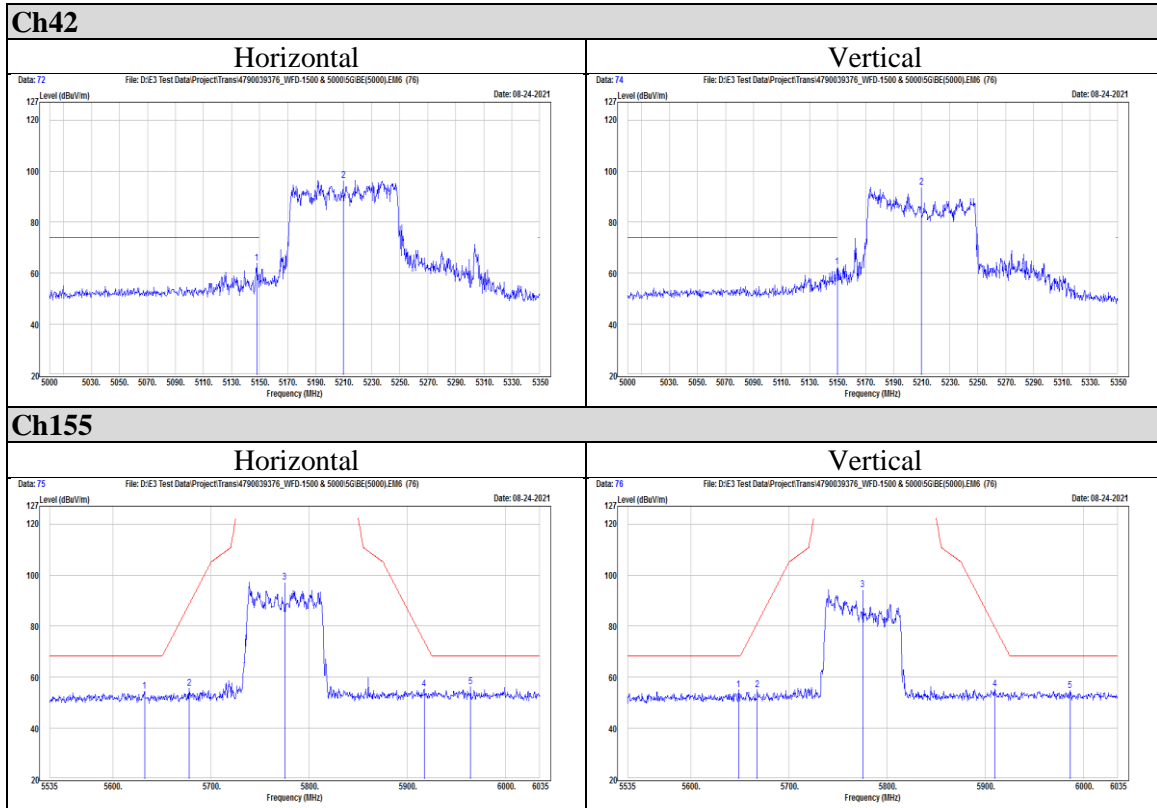 Ch42
Horizontal Vertical
Data: 72 File: D:\E3 Test Data\Project\Trans\4790039376_WFD-1500 & 5000\5G\BE(5000).EM6 (76)
127 Level (dBuV/m) Date: 08-24-2021
120
100
80
60
40
20
2
1
5000 5030. 5050. 5070. 5090. 5110. 5130. 5150. 5170. 5190. 5210. 5230. 5250. 5270. 5290. 5310. 5330. 5350
Frequency (MHz)
Data: 74 File: D:\E3 Test Data\Project\Trans\4790039376_WFD-1500 & 5000\5G\BE(5000).EM6 (76)
127 Level (dBuV/m) Date: 08-24-2021
120
100
80
60
40
20
2
1
5000 5030. 5050. 5070. 5090. 5110. 5130. 5150. 5170. 5190. 5210. 5230. 5250. 5270. 5290. 5310. 5330. 5350
Frequency (MHz)
Ch155
Horizontal Vertical
Data: 75 File: D:\E3 Test Data\Project\Trans\4790039376_WFD-1500 & 5000\5G\BE(5000).EM6 (76)
127 Level (dBuV/m) Date: 08-24-2021
120
100
80
60
40
20
3
1 2 4 5
5535 5600. 5700. 5800. 5900. 6000. 6035
Frequency (MHz)
Data: 76 File: D:\E3 Test Data\Project\Trans\4790039376_WFD-1500 & 5000\5G\BE(5000).EM6 (76)
127 Level (dBuV/m) Date: 08-24-2021
120
100
80
60
40
20
3
1 2 4 5
5535 5600. 5700. 5800. 5900. 6000. 6035
Frequency (MHz)